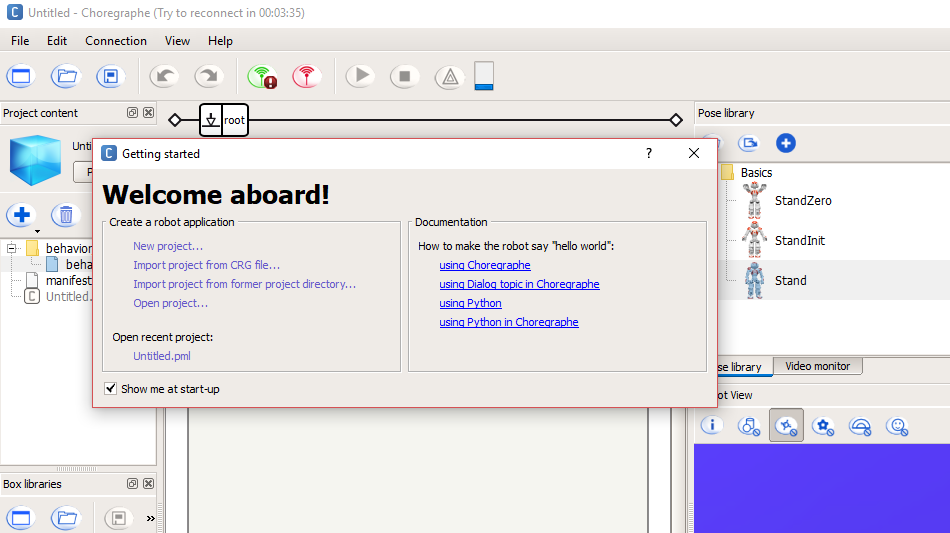 Untitled - Choregraphe (Try to reconnect in 00:03:35)
File Edit Connection View Help
Project content
root
Pose library
Getting started
?
Welcome aboard!
Create a robot application
New project...
Import project from CRG file...
Import project from former project directory...
Open project...
Open recent project:
Untitled.pml
Show me at start-up
Documentation
How to make the robot say "hello world":
using Choregraphe
using Dialog topic in Choregraphe
using Python
using Python in Choregraphe
behavior
beha
manifest
Untitled.
Basics
StandZero
StandInit
Stand
se library
Video monitor
ot View
Box libraries
»